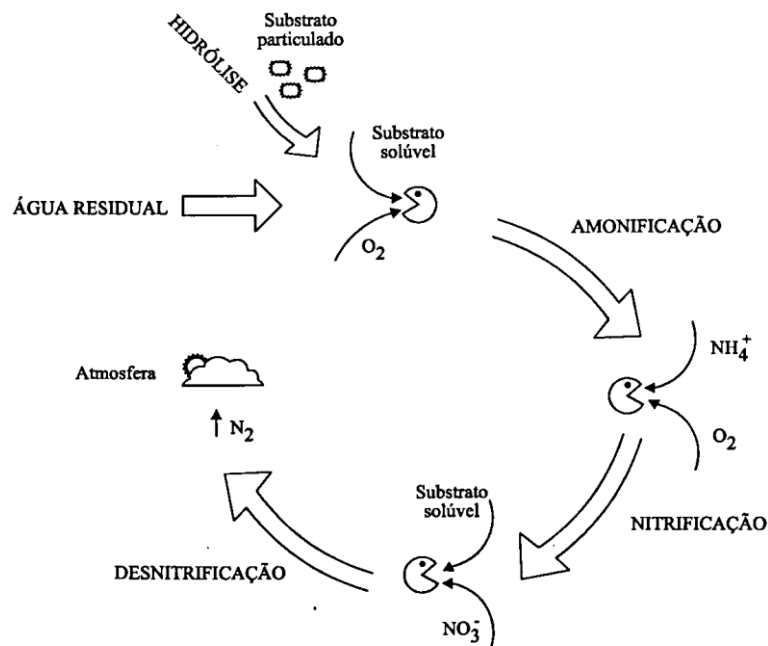 Substrato
particulado
HIDRÓLISE
Substrato
solúvel
ÁGUA RESIDUAL
O₂
AMONIFICAÇÃO
NH₄⁺
Atmosfera
N₂
O₂
Substrato
solúvel
NITRIFICAÇÃO
DESNITRIFICAÇÃO
NO₃⁻